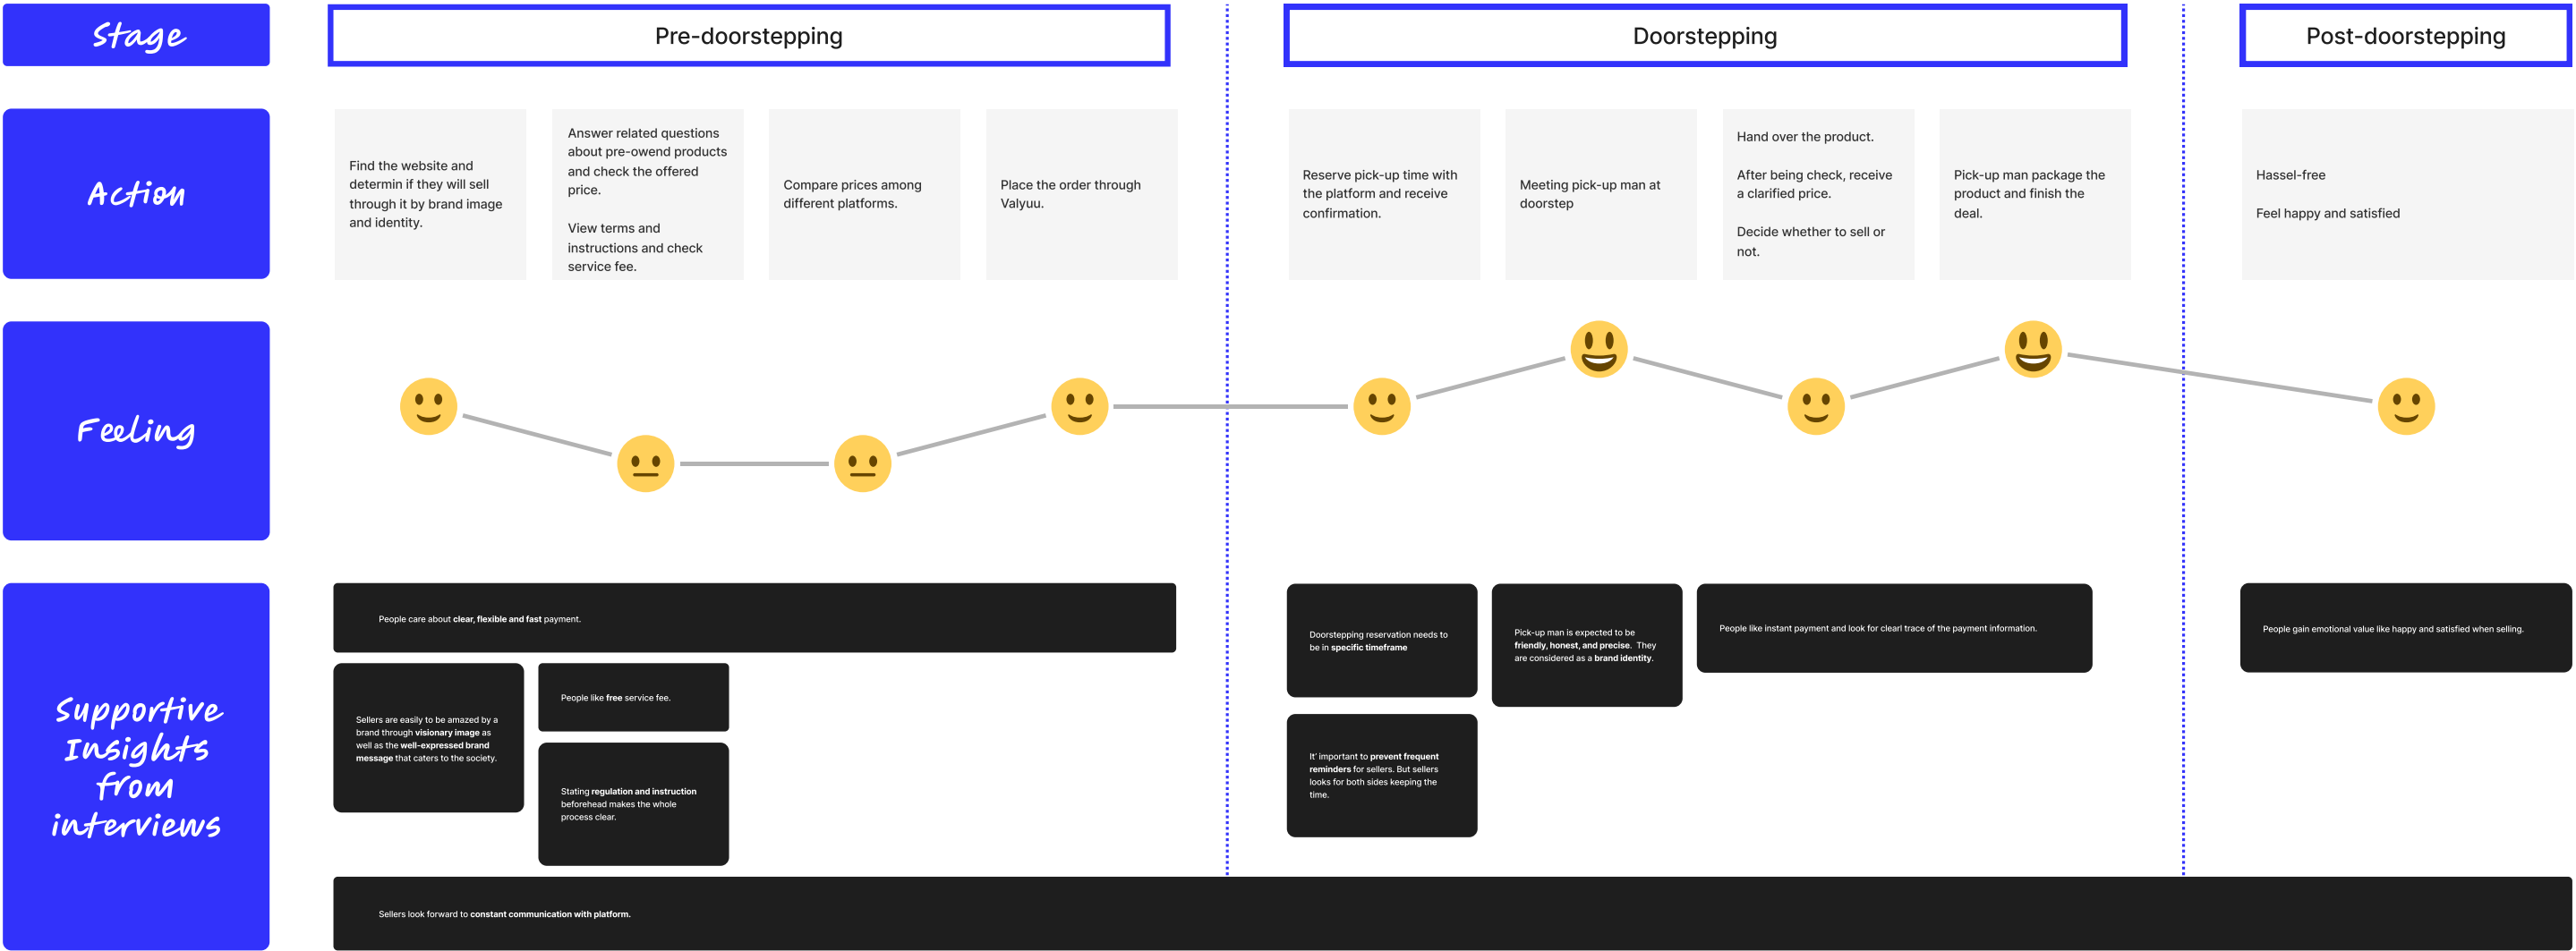 Stage
Pre-doorstepping
Doorstepping
Post-doorstepping
Action
Find the website and
determin if they will sell
through it by brand image
and identity.
Answer related questions
about pre-owend products
and check the offered
price.
View terms and
instructions and check
service fee.
Compare prices among
different platforms.
Place the order through
Valyuu.
Reserve pick-up time with
the platform and receive
confirmation.
Meeting pick-up man at
doorstep
Hand over the product.
After being check, receive
a clarified price.
Decide whether to sell or
not.
Pick-up man package the
product and finish the
deal.
Hassel-free
Feel happy and satisfied
Feeling
Supportive
Insights
from
interviews
People care about clear, flexible and fast payment.
Sellers are easily to be amazed by a
brand through visionary image as
well as the well-expressed brand
message that caters to the society.
People like free service fee.
Stating regulation and instruction
beforehead makes the whole
process clear.
Doorstepping reservation needs to
be in specific timeframe
It' important to prevent frequent
reminders for sellers. But sellers
looks for both sides keeping the
time.
Pick-up man is expected to be
friendly, honest, and precise. They
are considered as a brand identity.
People like instant payment and look for clearl trace of the payment information.
People gain emotional value like happy and satisfied when selling.
Sellers look forward to constant communication with platform.